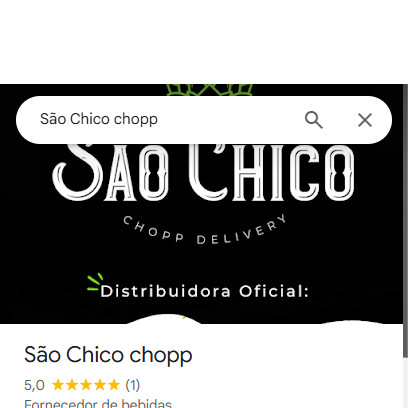 São Chico chopp
SÃO CHICO
CHOPP DELIVERY
Distribuidora Oficial:
São Chico chopp
5,0 ★★★★★ (1)
Fornecedor de bebidas